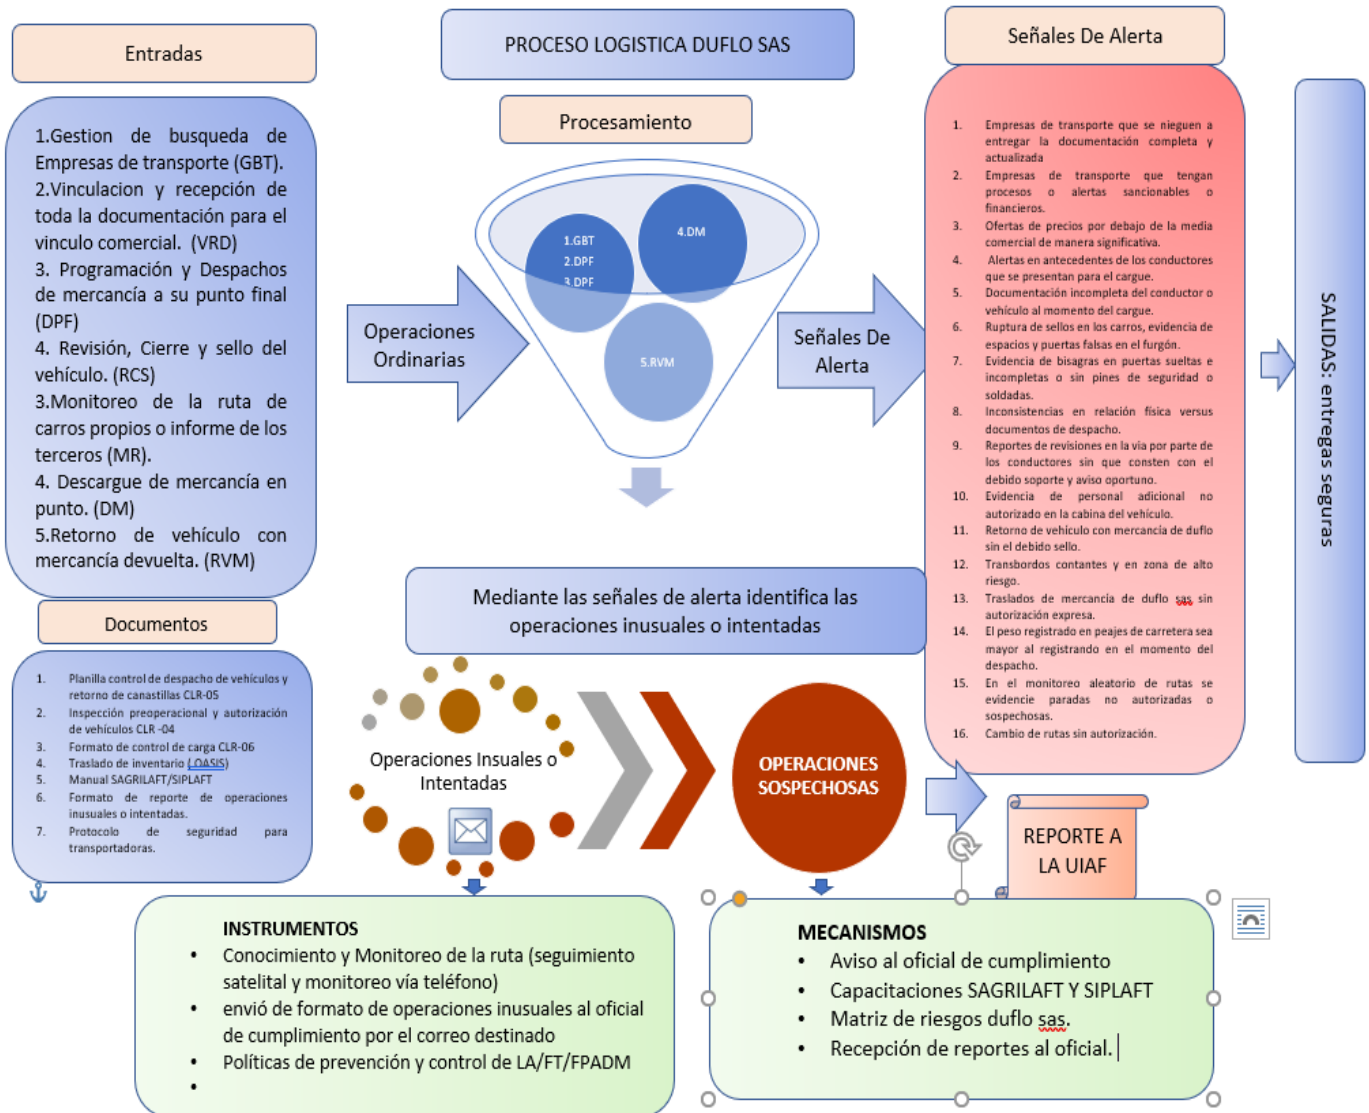 PROCESO LOGISTICA DUFLO SAS
Entradas
1.Gestion de busqueda de
Empresas de transporte (GBT).
2.Vinculacion y recepción de
toda la documentación para el
vinculo comercial. (VRD)
3. Programación y Despachos
de mercancía a su punto final
(DPF)
4. Revisión, Cierre y sello del
vehículo. (RCS)
3.Monitoreo de la ruta de
carros propios o informe de los
terceros (MR).
4. Descargue de mercancía en
punto. (DM)
5.Retorno de vehículo con
mercancía devuelta. (RVM)
Documentos
1. Planilla control de despacho de vehículos y
retorno de canastillas CLR-05
2. Inspección preoperacional y autorización
de vehículos CLR -04
3. Formato de control de carga CLR-06
4. Traslado de inventario (LOASIS)
5. Manual SAGRILAFT/SIPLAFT
6. Formato de reporte de operaciones
inusuales o intentadas.
7. Protocolo de seguridad para
transportadoras.
Operaciones
Ordinarias
Procesamiento
1.GBT
2.DPF
3.DPF
4.DM
5.RVM
Señales De
Alerta
Señales De Alerta
1. Empresas de transporte que se nieguen a
entregar la documentación completa y
actualizada
2. Empresas de transporte que tengan
procesos o alertas sancionables o
financieros.
3. Ofertas de precios por debajo de la media
comercial de manera significativa.
4. Alertas en antecedentes de los conductores
que se presentan para el cargue.
5. Documentación incompleta del conductor o
vehículo al momento del cargue.
6. Ruptura de sellos en los carros, evidencia de
espacios y puertas falsas en el furgón.
7. Evidencia de bisagras en puertas sueltas e
incompletas o sin pines de seguridad o
soldadas.
8. Inconsistencias en relación física versus
documentos de despacho.
9. Reportes de revisiones en la vía por parte de
los conductores sin que consten con el
debido soporte y aviso oportuno.
10. Evidencia de personal adicional no
autorizado en la cabina del vehículo.
11. Retorno de vehículo con mercancía de duflo
sin el debido sello.
12. Transbordos contantes y en zona de alto
riesgo.
13. Traslados de mercancía de duflo sas sin
autorización expresa.
14. El peso registrado en peajes de carretera sea
mayor al registrando en el momento del
despacho.
15. En el monitoreo aleatorio de rutas se
evidencie paradas no autorizadas o
sospechosas.
16. Cambio de rutas sin autorización.
SALIDAS: entregas seguras
Mediante las señales de alerta identifica las
operaciones inusuales o intentadas
Operaciones Insuales o
Intentadas
OPERACIONES
SOSPECHOSAS
REPORTE A
LA UIAF
INSTRUMENTOS
• Conocimiento y Monitoreo de la ruta (seguimiento
satelital y monitoreo vía teléfono)
• envió de formato de operaciones inusuales al oficial
de cumplimiento por el correo destinado
• Políticas de prevención y control de LA/FT/FPADM
•
MECANISMOS
• Aviso al oficial de cumplimiento
• Capacitaciones SAGRILAFT Y SIPLAFT
• Matriz de riesgos duflo sas.
• Recepción de reportes al oficial.